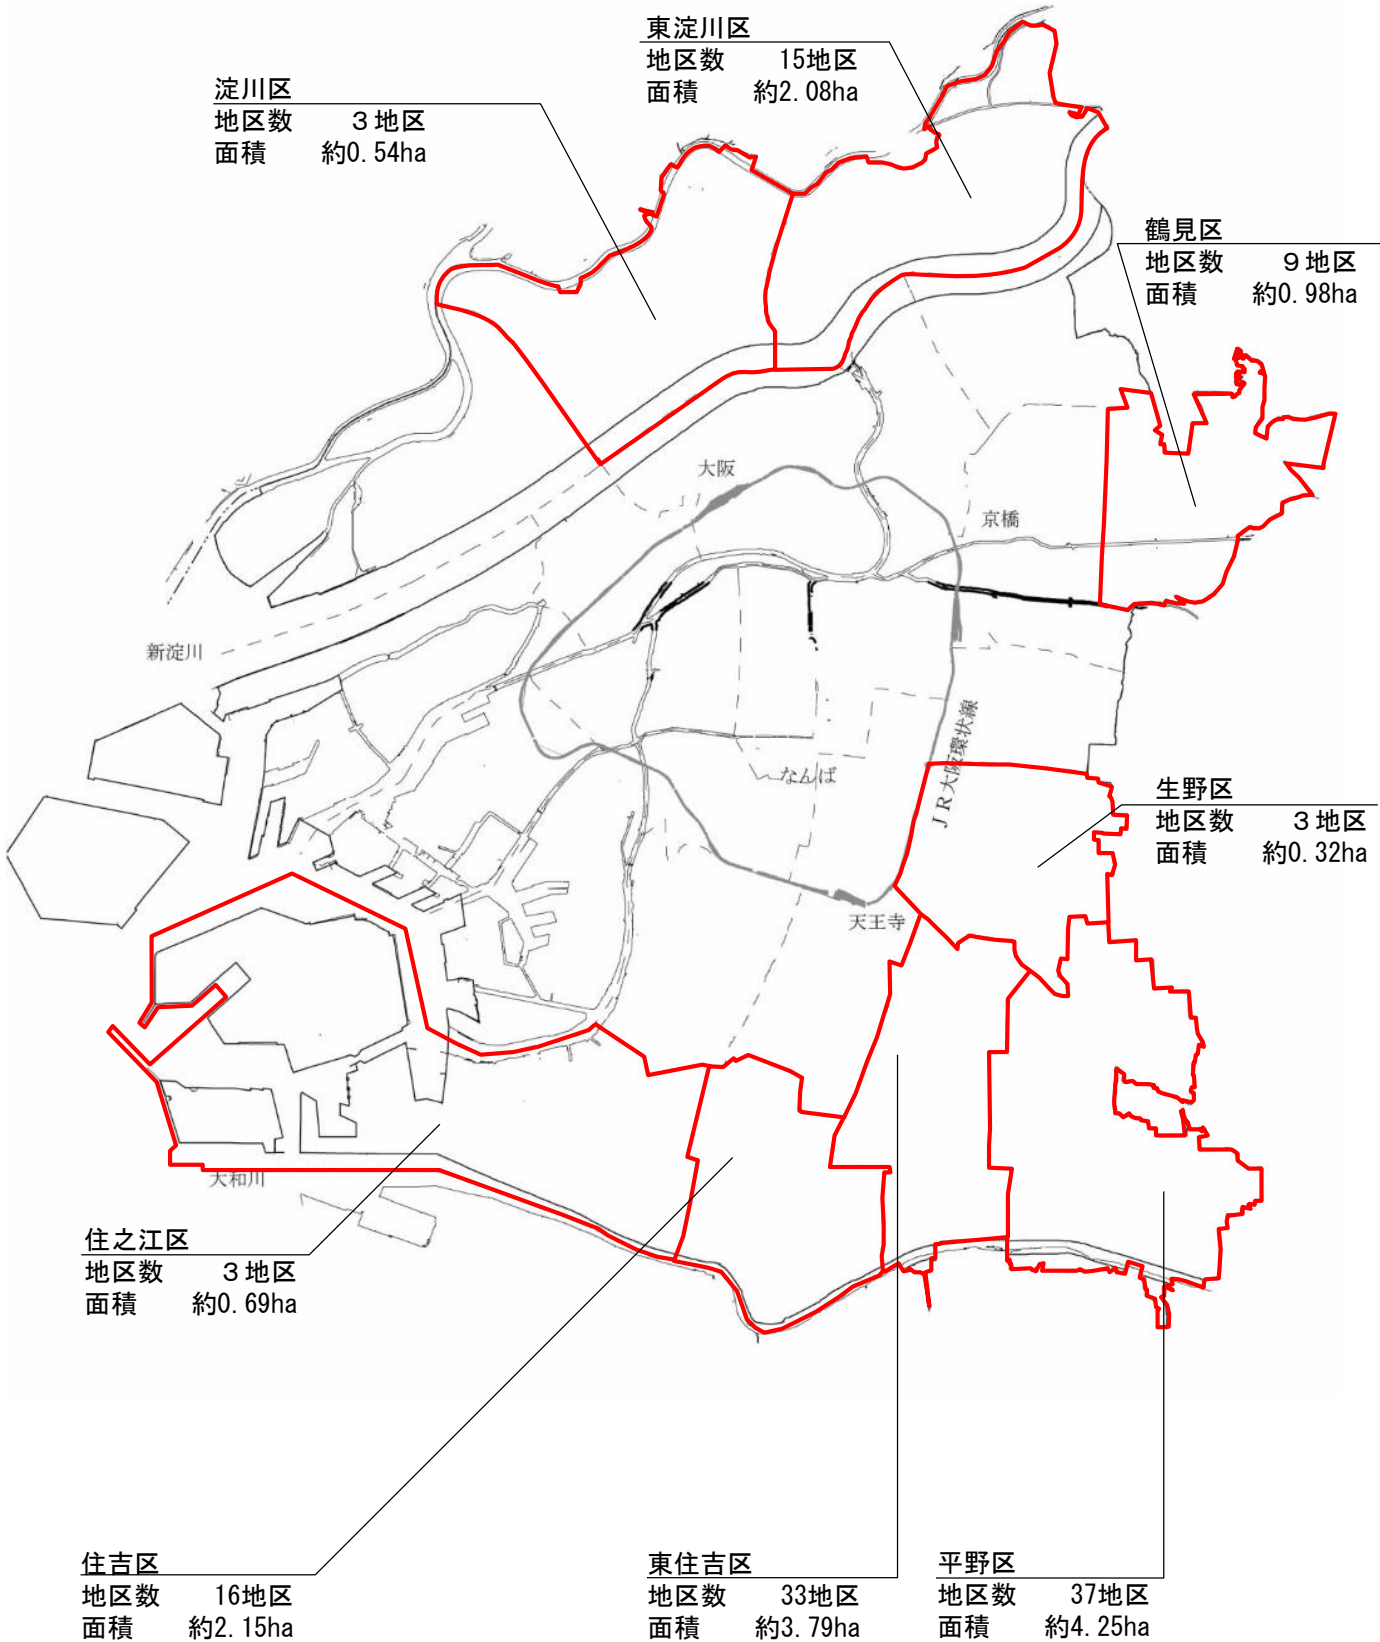 東淀川区
地区数 15地区
面積 約2.08ha
淀川区
地区数 3地区
面積 約0.54ha
鶴見区
地区数 9地区
面積 約0.98ha
大阪
京橋
新淀川
JR大阪環状線
なんば
生野区
地区数 3地区
面積 約0.32ha
天王寺
大和川
住之江区
地区数 3地区
面積 約0.69ha
住吉区
地区数 16地区
面積 約2.15ha
東住吉区
地区数 33地区
面積 約3.79ha
平野区
地区数 37地区
面積 約4.25ha